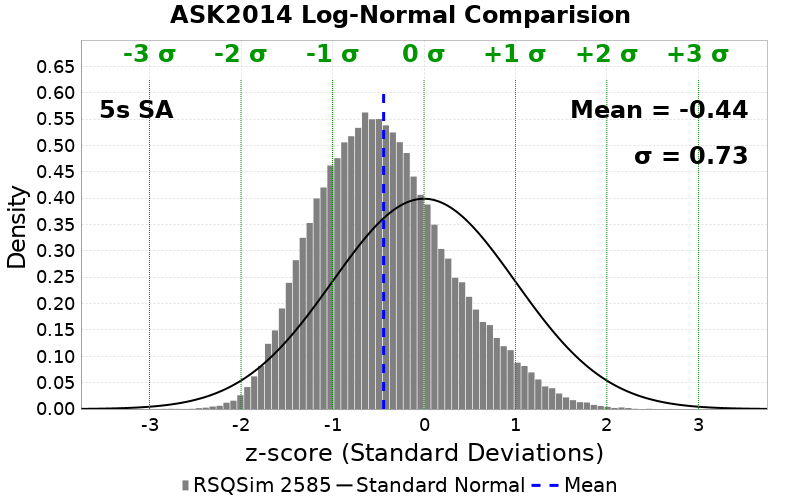 ASK2014 Log-Normal Comparision
-3 σ -2 σ -1 σ 0 σ +1 σ +2 σ +3 σ
5s SA
Mean = -0.44
σ = 0.73
Density
0.65
0.60
0.55
0.50
0.45
0.40
0.35
0.30
0.25
0.20
0.15
0.10
0.05
0.00
-3 -2 -1 0 1 2 3
z-score (Standard Deviations)
RSQSim 2585 Standard Normal Mean